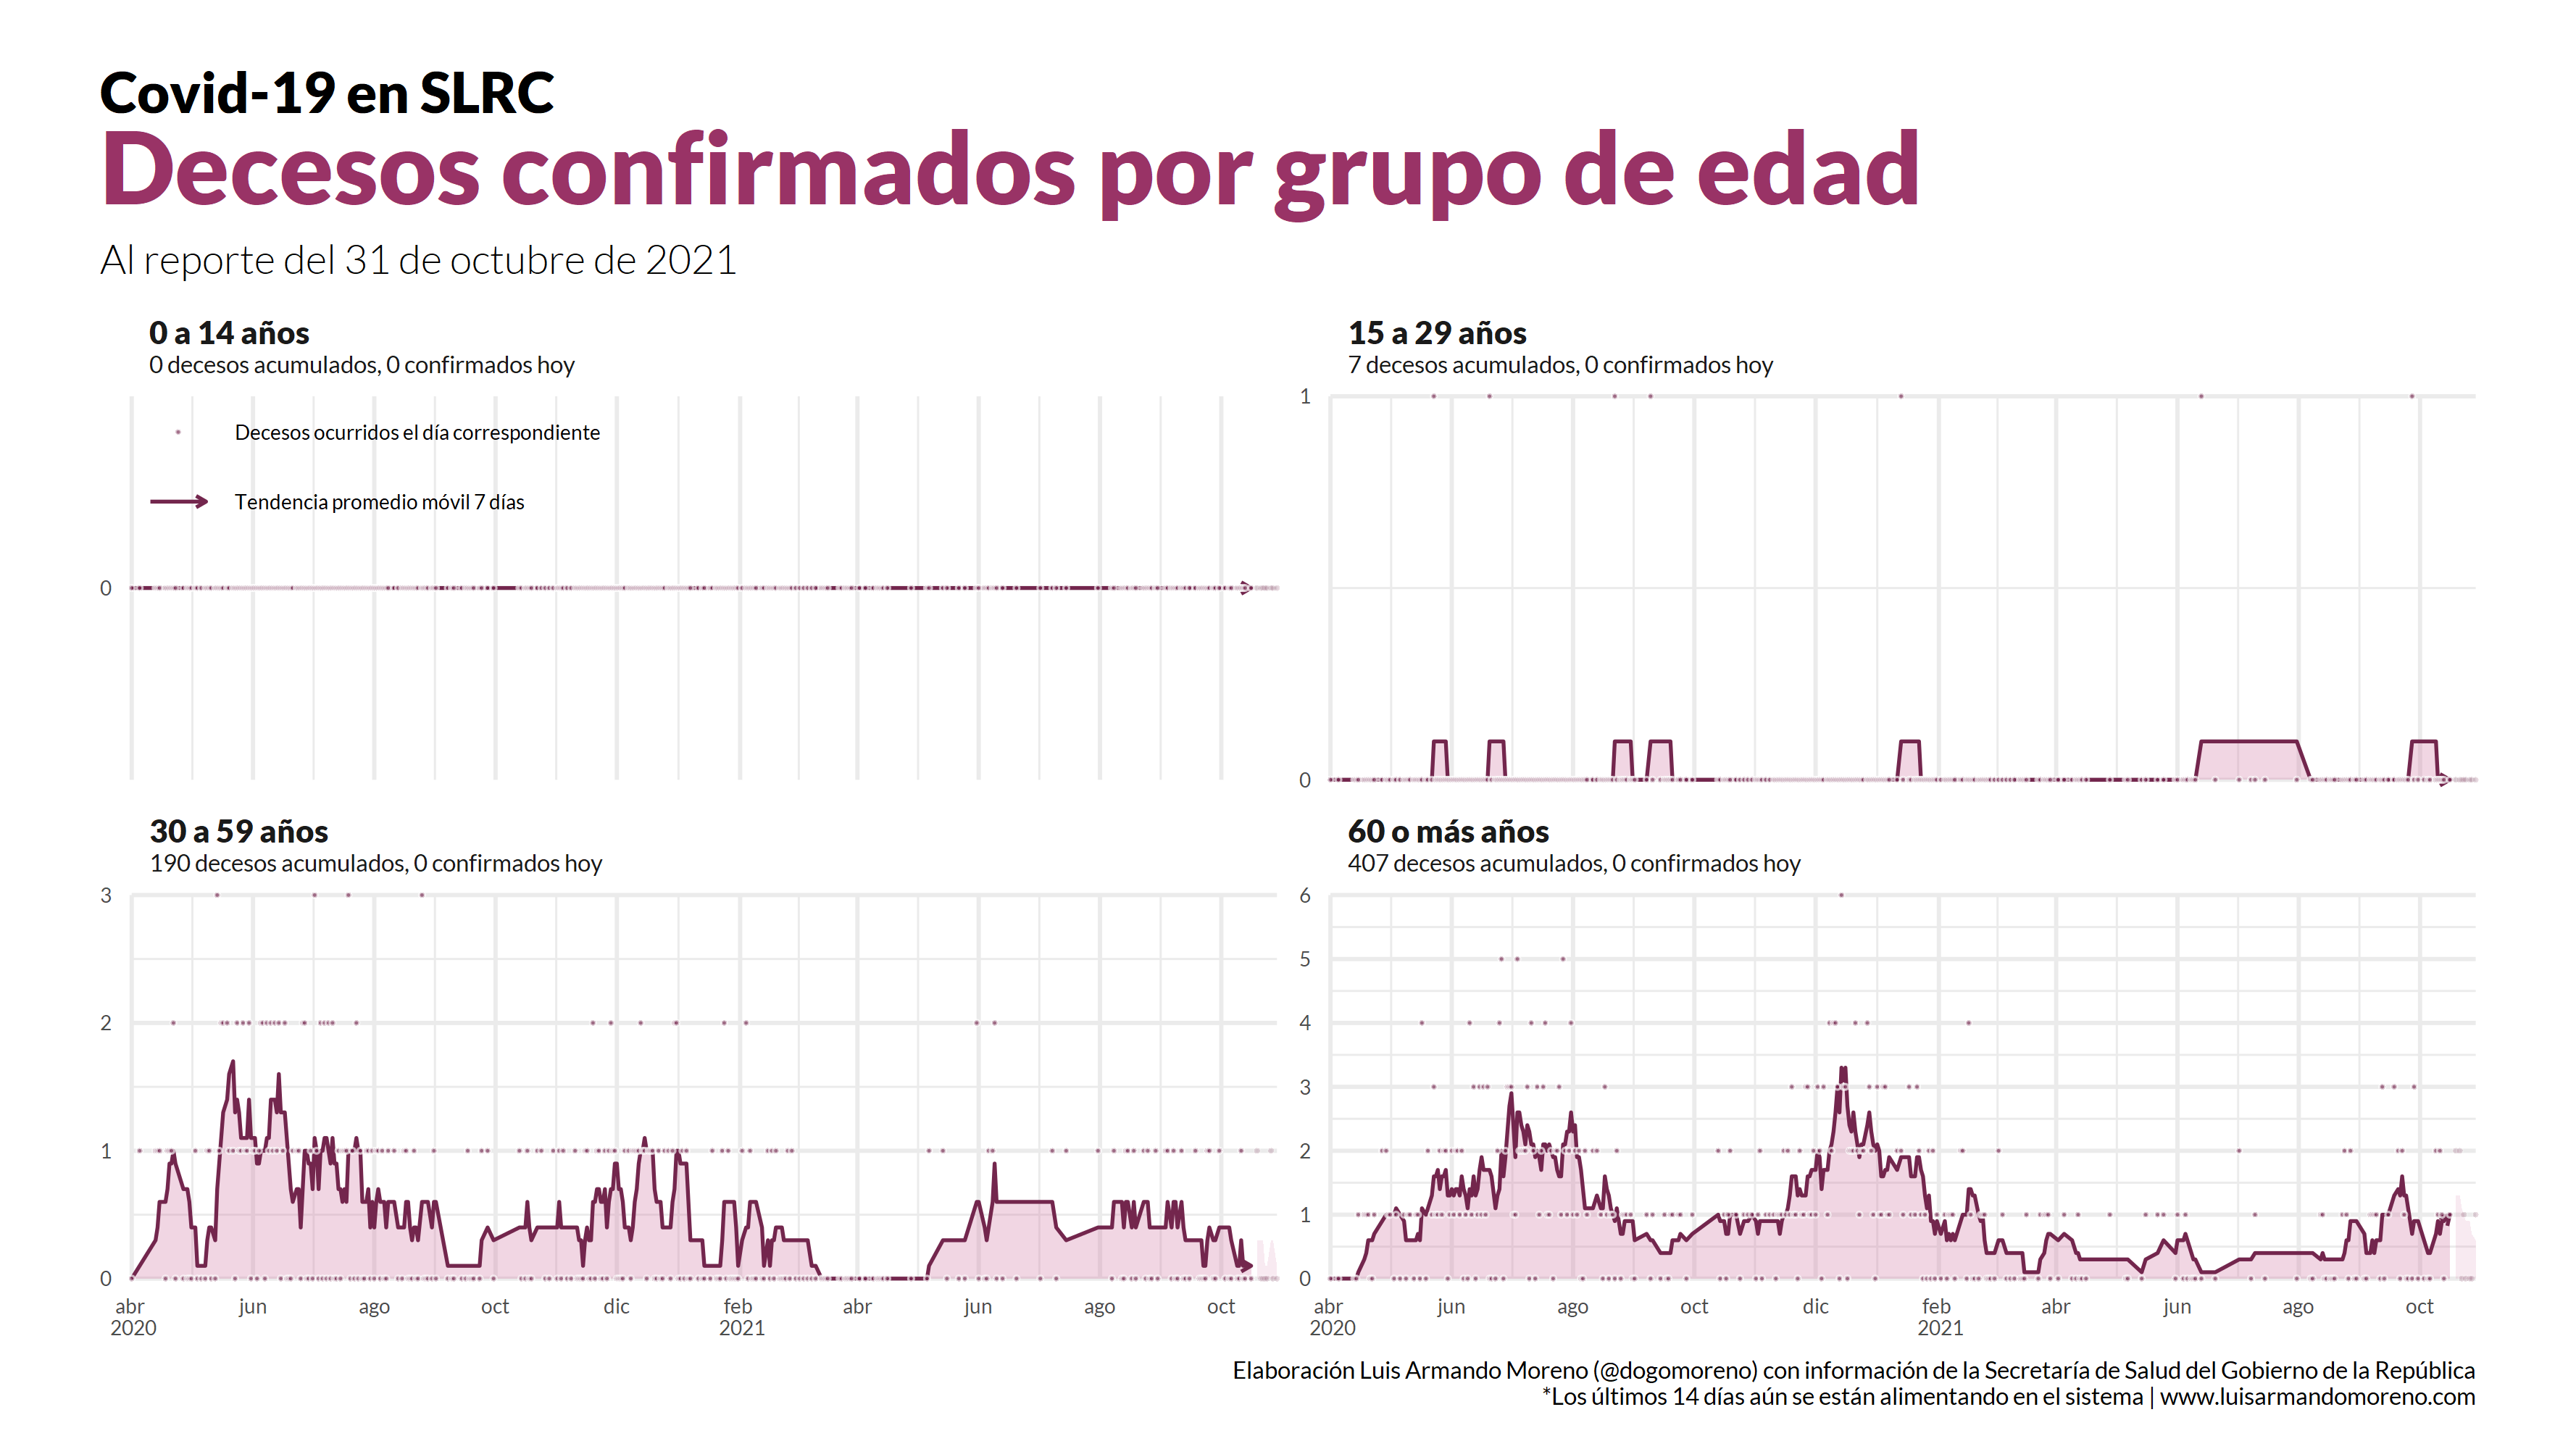 Covid-19 en SLRC
Decesos confirmados por grupo de edad
Al reporte del 31 de octubre de 2021
0 a 14 años
0 decesos acumulados, 0 confirmados hoy
Decesos ocurridos el día correspondiente
Tendencia promedio móvil 7 días
0
15 a 29 años
7 decesos acumulados, 0 confirmados hoy
1
0
30 a 59 años
190 decesos acumulados, 0 confirmados hoy
3
2
1
0
abr jun ago oct dic feb abr jun ago oct
2020 2021
60 o más años
407 decesos acumulados, 0 confirmados hoy
6
5
4
3
2
1
0
abr jun ago oct dic feb abr jun ago oct
2020 2021
Elaboración Luis Armando Moreno (@dogomoreno) con información de la Secretaría de Salud del Gobierno de la República
*Los últimos 14 días aún se están alimentando en el sistema | www.luisarmandomoreno.com